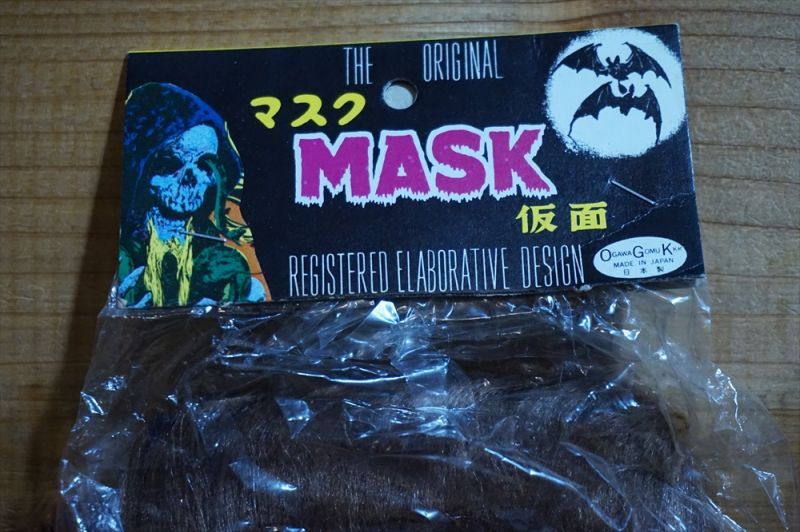 THE ORIGINAL
マスク
MASK
仮面
REGISTERED ELABORATIVE DESIGN
OGAWA GOMU K.K.
MADE IN JAPAN
日本製